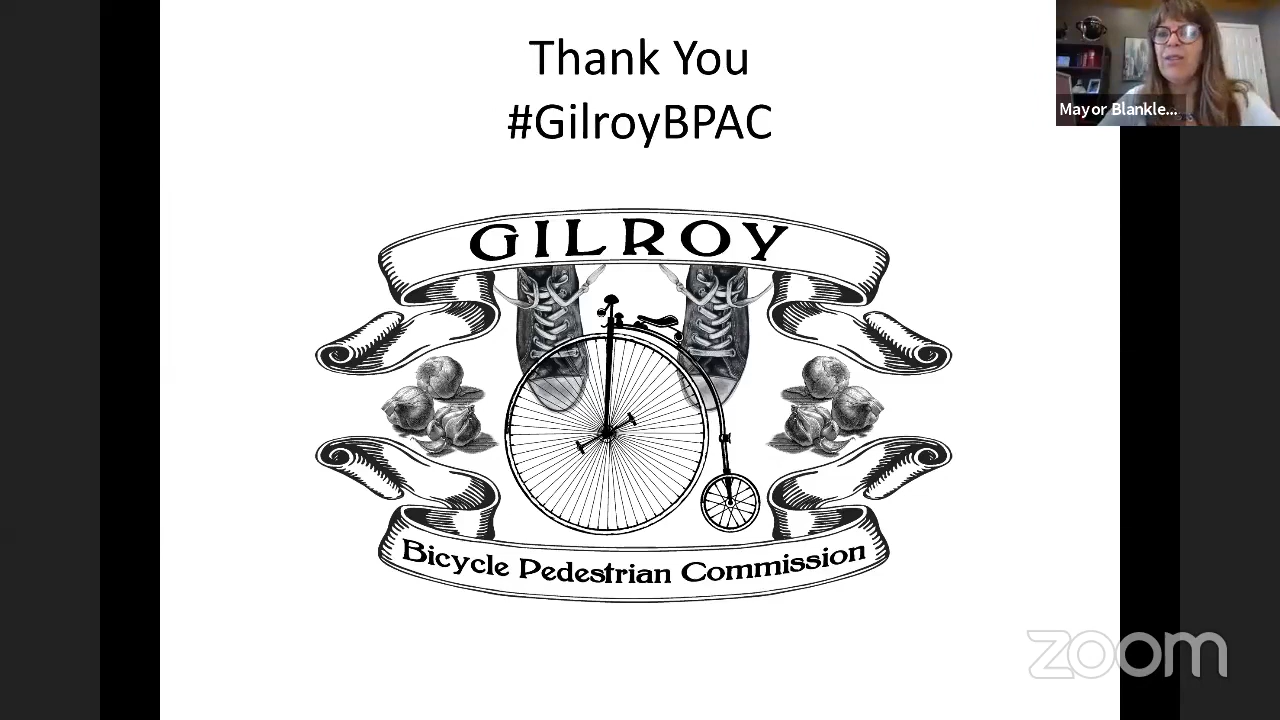 Thank You
#GilroyBPAC
Mayor Blankle...
GILROY
Bicycle Pedestrian Commission
zoom